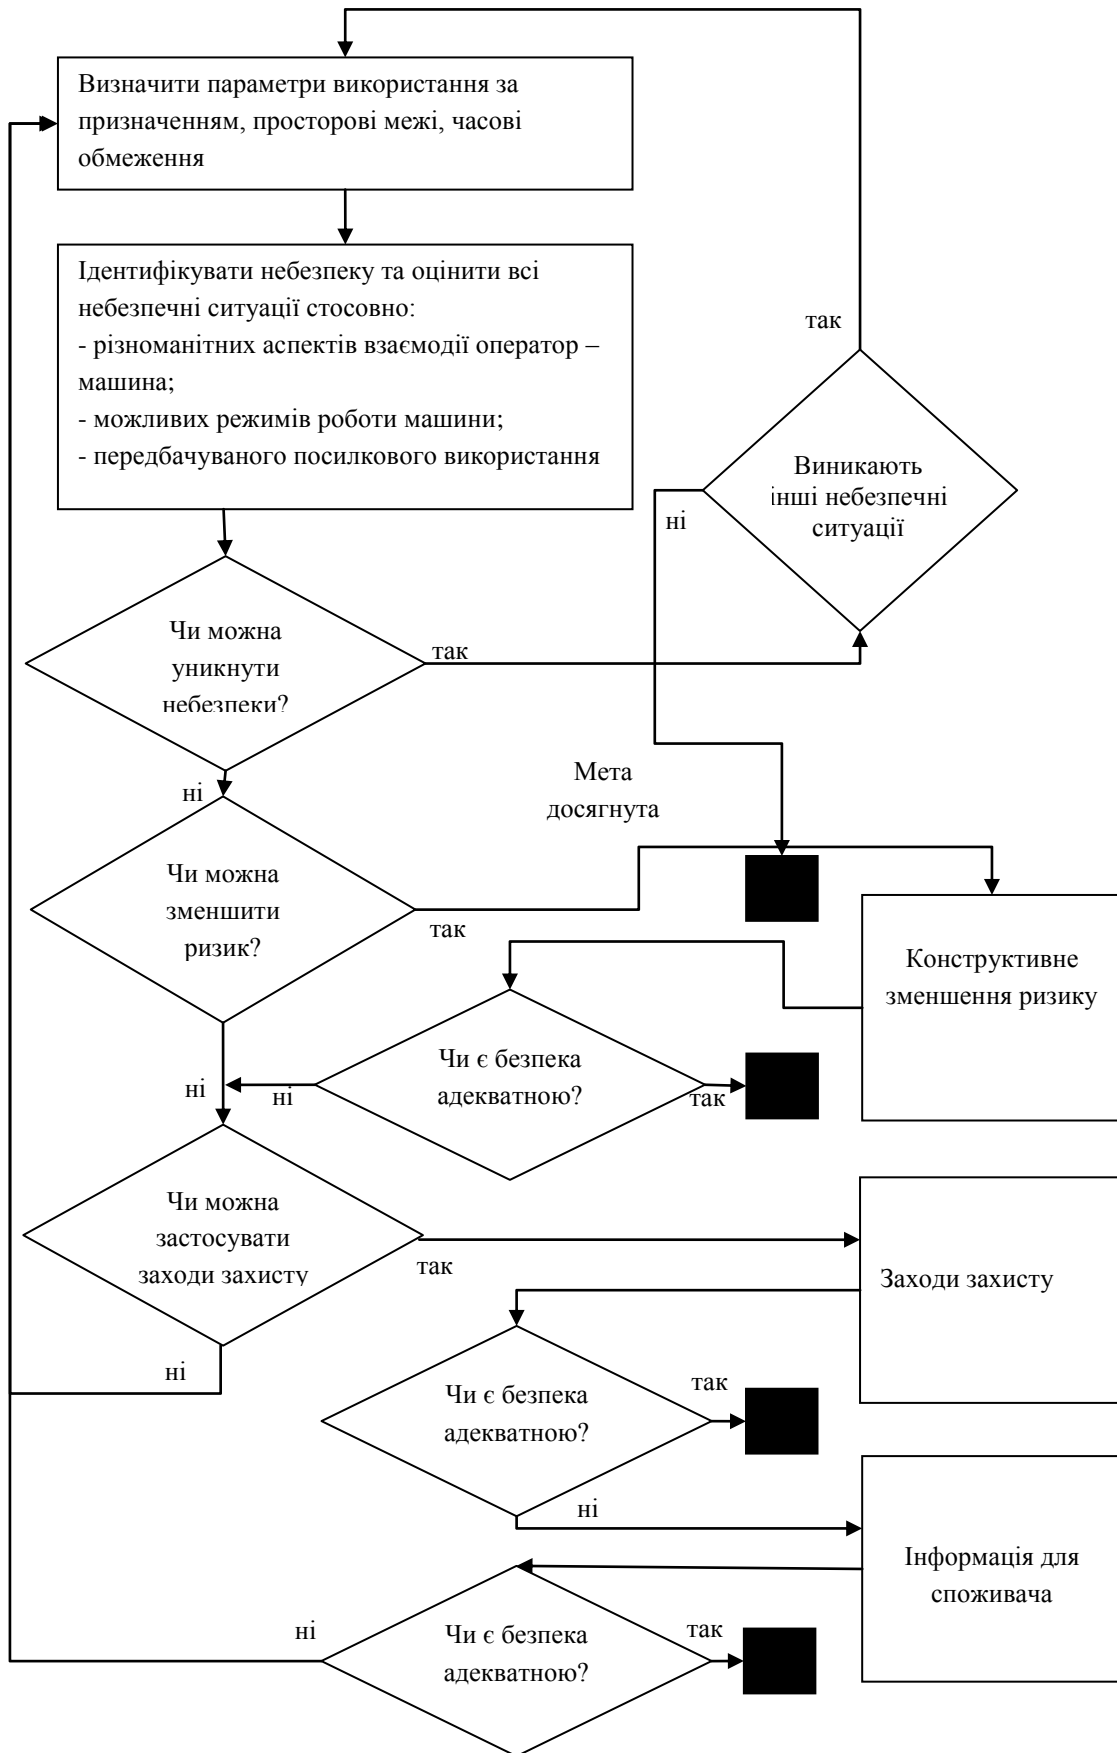 Визначити параметри використання за
призначенням, просторові межі, часові
обмеження
Ідентифікувати небезпеку та оцінити всі
небезпечні ситуації стосовно:
- різноманітних аспектів взаємодії оператор –
машина;
- можливих режимів роботи машини;
- передбачуваного посилкового використання
так
Виникають
інші небезпечні
ситуації
ні
Чи можна
уникнути
небезпеки?
так
ні
Мета
досягнута
Чи можна
зменшити
ризик?
так
Конструктивне
зменшення ризику
Чи є безпека
адекватною?
ні
ні
так
Чи можна
застосувати
заходи захисту
так
Заходи захисту
ні
Чи є безпека
адекватною?
так
ні
Інформація для
споживача
ні
Чи є безпека
адекватною?
так